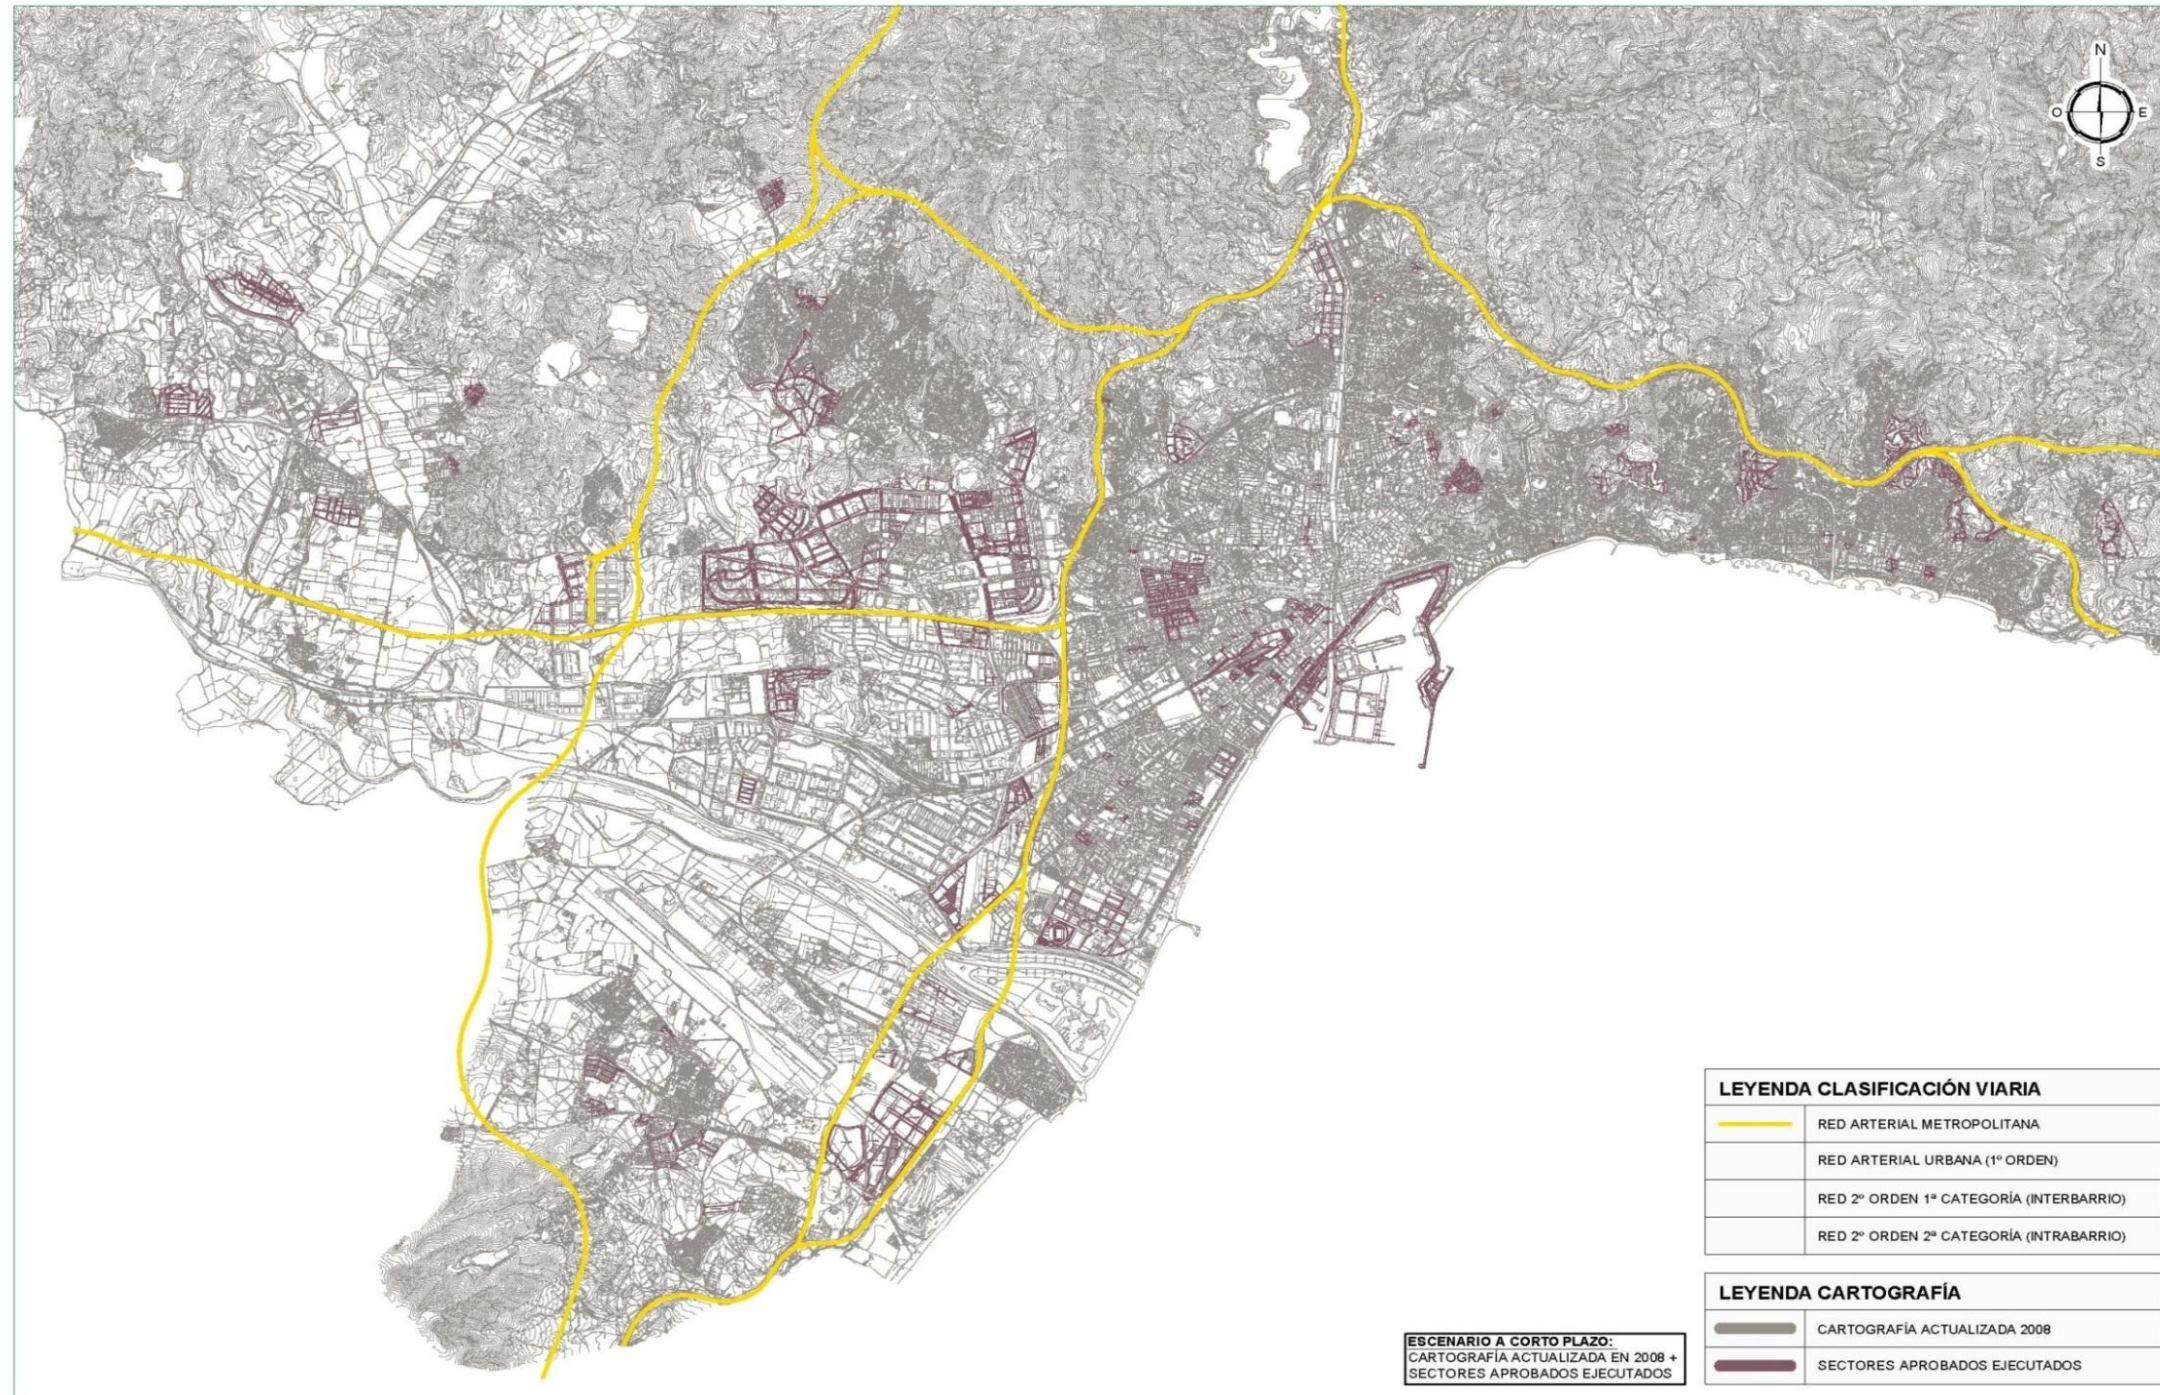 N
O
E
S
LEYENDA CLASIFICACIÓN VIARIA
RED ARTERIAL METROPOLITANA
RED ARTERIAL URBANA (1º ORDEN)
RED 2º ORDEN 1ª CATEGORÍA (INTERBARRIO)
RED 2º ORDEN 2ª CATEGORÍA (INTRABARRIO)
LEYENDA CARTOGRAFÍA
CARTOGRAFÍA ACTUALIZADA 2008
SECTORES APROBADOS EJECUTADOS
ESCENARIO A CORTO PLAZO:
CARTOGRAFÍA ACTUALIZADA EN 2008 +
SECTORES APROBADOS EJECUTADOS